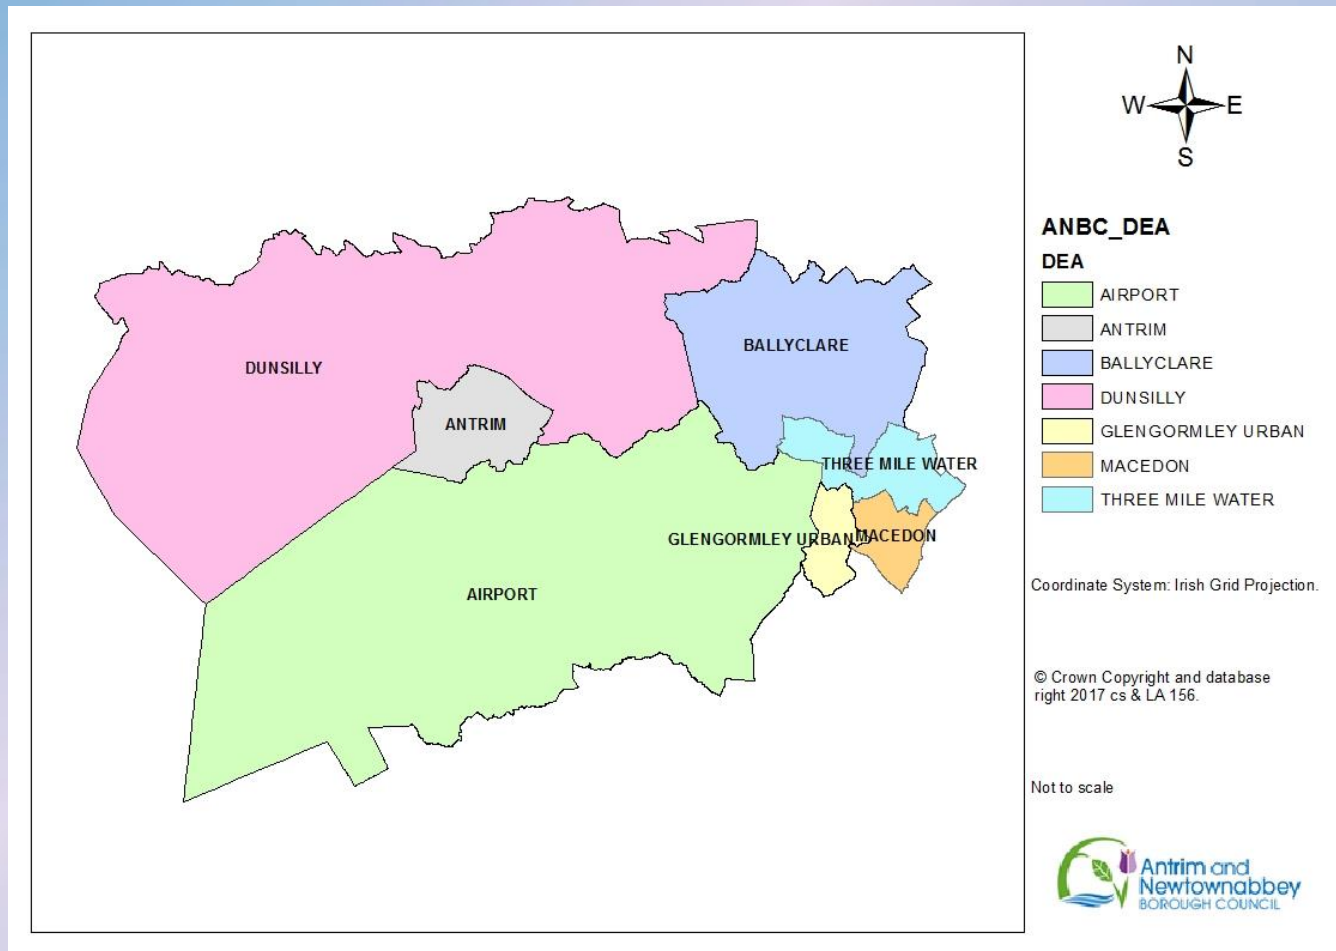 N
W
E
S
ANBC_DEA
DEA
AIRPORT
ANTRIM
BALLYCLARE
DUNSILLY
GLENGORMLEY URBAN
MACEDON
THREE MILE WATER
Coordinate System: Irish Grid Projection.
© Crown Copyright and database
right 2017 cs & LA 156.
Not to scale
Antrim and
Newtownabbey
BOROUGH COUNCIL
BALLYCLARE
DUNSILLY
ANTRIM
THREE MILE WATER
GLENGORMLEY URBAN
MACEDON
AIRPORT